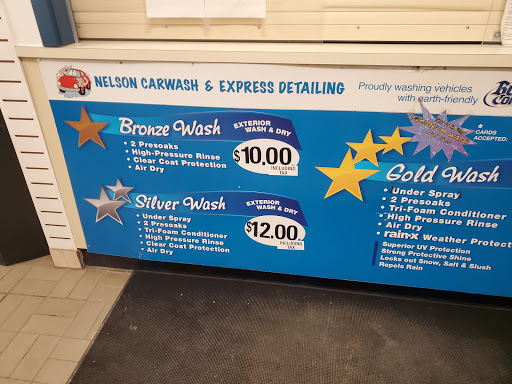 NELSON CARWASH & EXPRESS DETAILING
Proudly washing vehicles
with earth-friendly
Bronze Wash
• 2 Presoaks
• High-Pressure Rinse
• Clear Coat Protection
• Air Dry
EXTERIOR
WASH & DRY
$10.00
INCLUDING
TAX
Silver Wash
• Under Spray
• 2 Presoaks
• Tri-Foam Conditioner
• High Pressure Rinse
• Clear Coat Protection
• Air Dry
EXTERIOR
WASH & DRY
$12.00
INCLUDING
TAX
* CARDS
ACCEPTED:
Gold Wash
• Under Spray
• 2 Presoaks
• Tri-Foam Conditioner
• High Pressure Rinse
• Air Dry
• rain-x Weather Protect
Superior UV Protection
Strong Protective Shine
Locks out Snow, Salt & Slush
Repels Rain